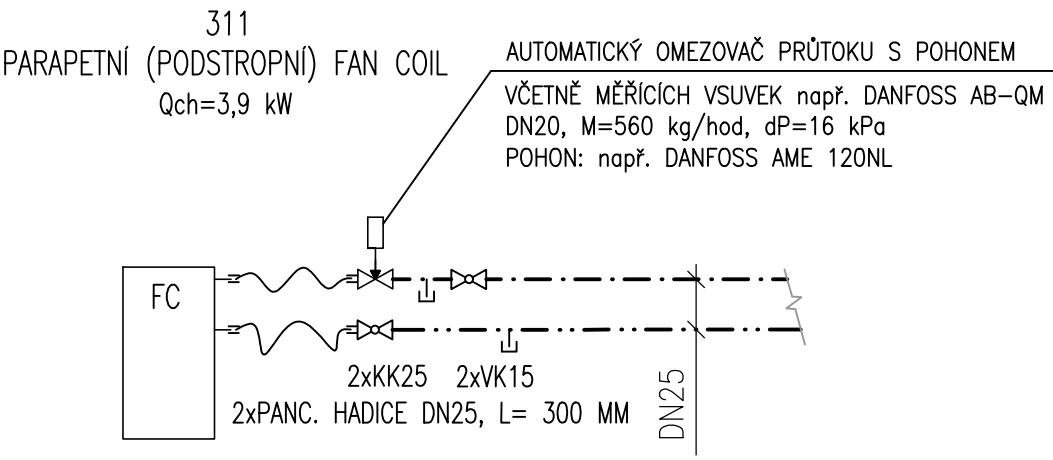 311
PARAPETNÍ (PODSTROPNÍ) FAN COIL
Qch=3,9 kW
AUTOMATICKÝ OMEZOVAČ PRŮTOKU S POHONEM
VČETNĚ MĚŘÍCÍCH VSUVEK např. DANFOSS AB-QM
DN20, M=560 kg/hod, dP=16 kPa
POHON: např. DANFOSS AME 120NL
FC
2xKK25 2xVK15
2xPANC. HADICE DN25, L= 300 MM
DN25